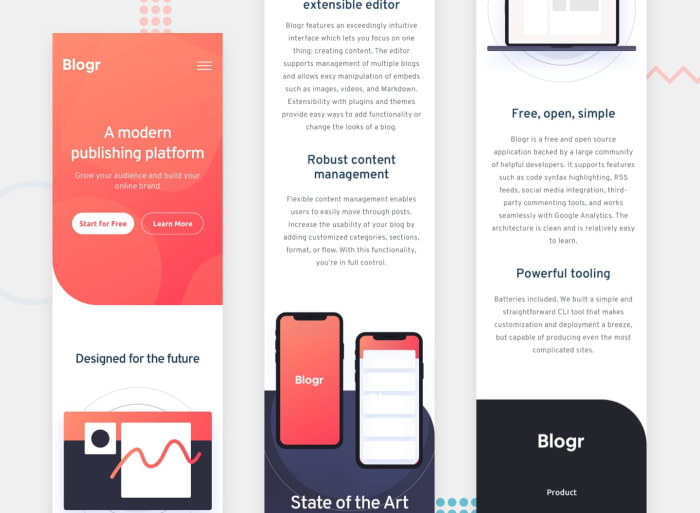 Blogr
A modern
publishing platform
Grow your audience and build your
online brand
Start for Free
Learn More
Designed for the future
extensible editor
Blogr features an exceedingly intuitive
interface which lets you focus on one
thing: creating content. The editor
supports management of multiple blogs
and allows easy manipulation of embeds
such as images, videos, and Markdown.
Extensibility with plugins and themes
provide easy ways to add functionality or
change the looks of a blog.
Robust content
management
Flexible content management enables
users to easily move through posts.
Increase the usability of your blog by
adding customized categories, sections,
format, or flow. With this functionality,
you're in full control.
Blogr
State of the Art
Free, open, simple
Blogr is a free and open source
application backed by a large community
of helpful developers. It supports features
such as code syntax highlighting, RSS
feeds, social media integration, third-
party commenting tools, and works
seamlessly with Google Analytics. The
architecture is clean and is relatively easy
to learn.
Powerful tooling
Batteries included. We built a simple and
straightforward CLI tool that makes
customization and deployment a breeze,
but capable of producing even the most
complicated sites.
Blogr
Product